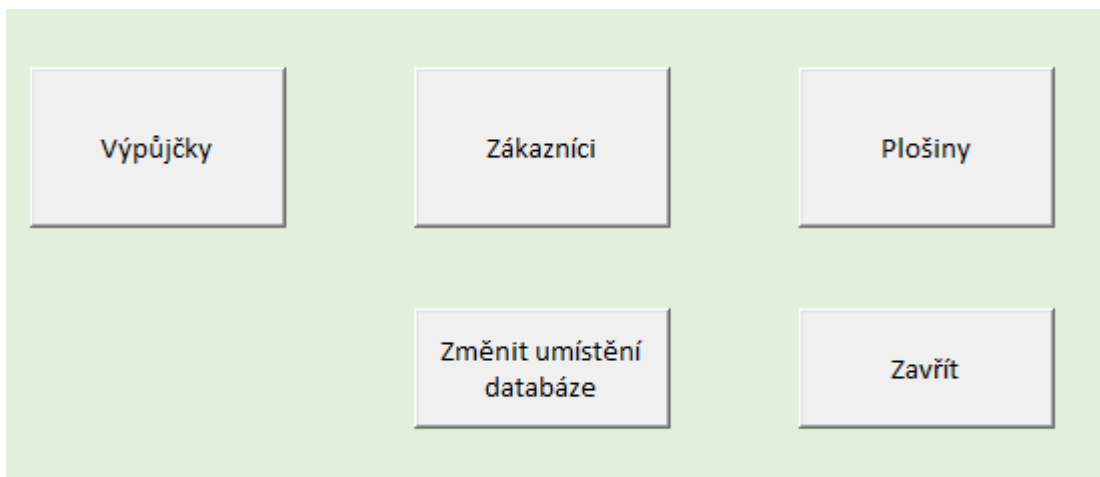 Výpůjčky
Zákazníci
Plošiny
Změnit umístění
databáze
Zavřít